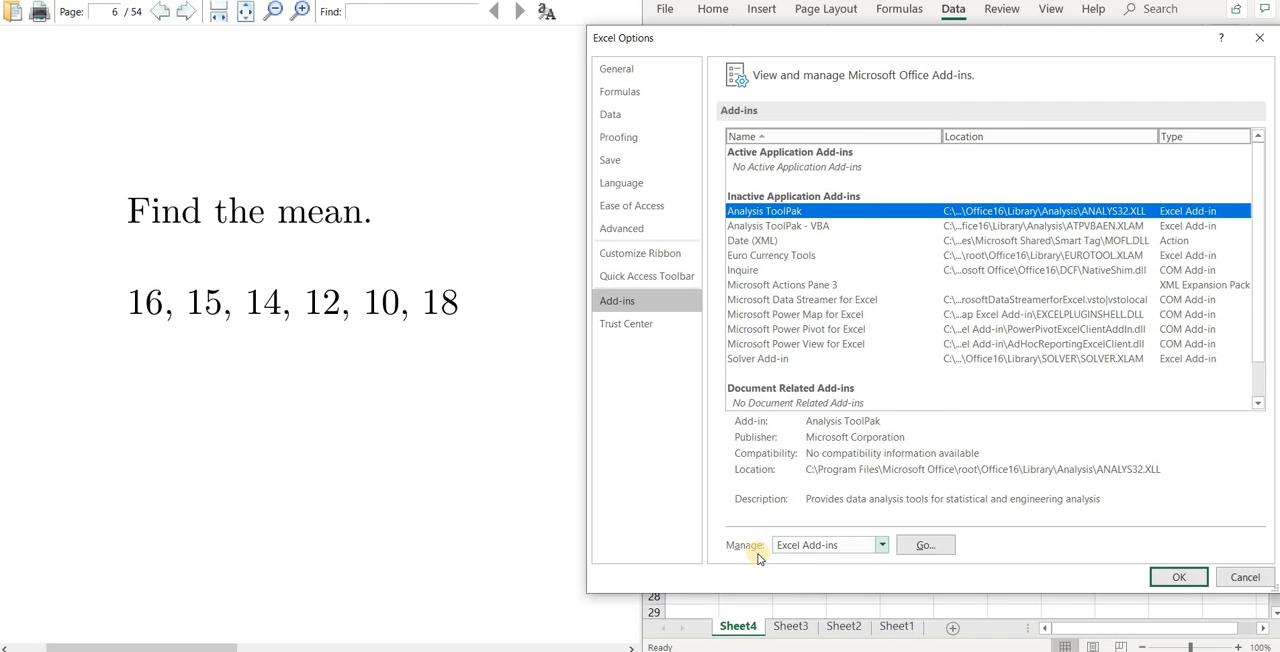 Page: 6 / 54 Find: aA
File Home Insert Page Layout Formulas Data Review View Help Search
Excel Options ?
General
Formulas
Data
Proofing
Save
Language
Ease of Access
Advanced
Customize Ribbon
Quick Access Toolbar
Add-ins
Trust Center
View and manage Microsoft Office Add-ins.
Add-ins
Name Location Type
Active Application Add-ins
No Active Application Add-ins
Inactive Application Add-ins
Analysis ToolPak C:\...\Office16\Library\Analysis\ANALYS32.XLL Excel Add-in
Analysis ToolPak - VBA C:\...fice16\Library\Analysis\ATPVBAEN.XLAM Excel Add-in
Date (XML) C:\...es\Microsoft Shared\Smart Tag\MOFL.DLL Action
Euro Currency Tools C:\...\root\Office16\Library\EUROTOOL.XLAM Excel Add-in
Inquire C:\...osoft Office\Office16\DCF\NativeShim.dll COM Add-in
Microsoft Actions Pane 3 XML Expansion Pack
Microsoft Data Streamer for Excel C:\...rosoftDataStreamerforExcel.vsto|vstolocal COM Add-in
Microsoft Power Map for Excel C:\...ap Excel Add-in\EXCELPLUGINSHELL.DLL COM Add-in
Microsoft Power Pivot for Excel C:\...el Add-in\PowerPivotExcelClientAddIn.dll COM Add-in
Microsoft Power View for Excel C:\...el Add-in\AdHocReportingExcelClient.dll COM Add-in
Solver Add-in C:\...\Office16\Library\SOLVER\SOLVER.XLAM Excel Add-in
Document Related Add-ins
No Document Related Add-ins
Add-in: Analysis ToolPak
Publisher: Microsoft Corporation
Compatibility: No compatibility information available
Location: C:\Program Files\Microsoft Office\root\Office16\Library\Analysis\ANALYS32.XLL
Description: Provides data analysis tools for statistical and engineering analysis
Manage: Excel Add-ins Go...
OK Cancel
Find the mean.
16, 15, 14, 12, 10, 18
28
29
Sheet4 Sheet3 Sheet2 Sheet1
Ready 100%